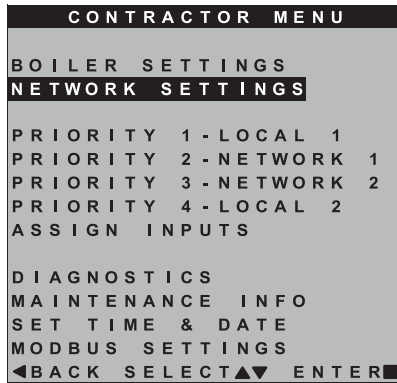 CONTRACTOR MENU
BOILER SETTINGS
NETWORK SETTINGS
PRIORITY 1-LOCAL 1
PRIORITY 2-NETWORK 1
PRIORITY 3-NETWORK 2
PRIORITY 4-LOCAL 2
ASSIGN INPUTS
DIAGNOSTICS
MAINTENANCE INFO
SET TIME & DATE
MODBUS SETTINGS
◀BACK SELECT▲▼ ENTER■